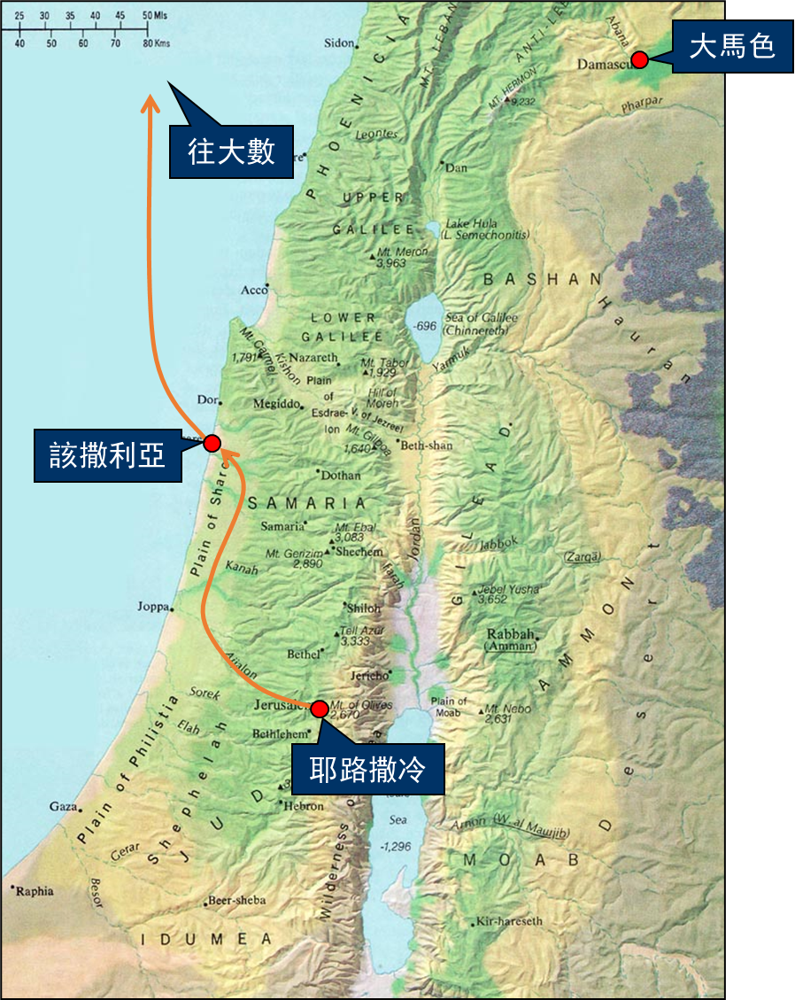 25 30 35 40 45 50 Mls
40 50 60 70 80 Kms
Sidon
PHOENICIA
Abana
Damascus
大馬色
MT. HERMON
9,232
Pharpar
往大數
Leontes
Dan
UPPER
GALILEE
Lake Hula
(L. Semechonitis)
Mt. Meron
3,963
BASHAN
Acco
LOWER
GALILEE
-696
Sea of Galilee
(Chinnereth)
Hauran
Mt. Carmel
1,791
Kishon
Nazareth
Mt. Tabor
1,929
Yarmuk
Plain
of
Esdrae-
lon
Hill of
Moreh
Dor
Megiddo
V. of Jezreel
Mt. Gilboa
1,640
Beth-shan
該撒利亞
Dothan
GILEAD
Plain of Sharo
SAMARIA
Samaria
Mt. Ebal
3,083
Mt. Gerizim
2,890
Shechem
Jordan
Jabbok
(Zarqa)
Kanah
Farah
Jebel Yusha
3,652
Joppa
Shiloh
Tell Azur
3,333
Rabbah
(Amman)
AMMON
Desert
Bethel
Aijalon
Jericho
Sorek
Jerusale
Mt. of Olives
2,670
Plain of
Moab
Mt. Nebo
2,631
Elah
Bethlehem
耶路撒冷
Plain of Philistia
Shephelah
JUD
Gaza
Hebron
Sea
-1,296
Arnon (W. al Maujib)
MOAB
D
Gerar
Besor
Wilderness o
Raphia
Beer-sheba
Kir-hareseth
IDUMEA